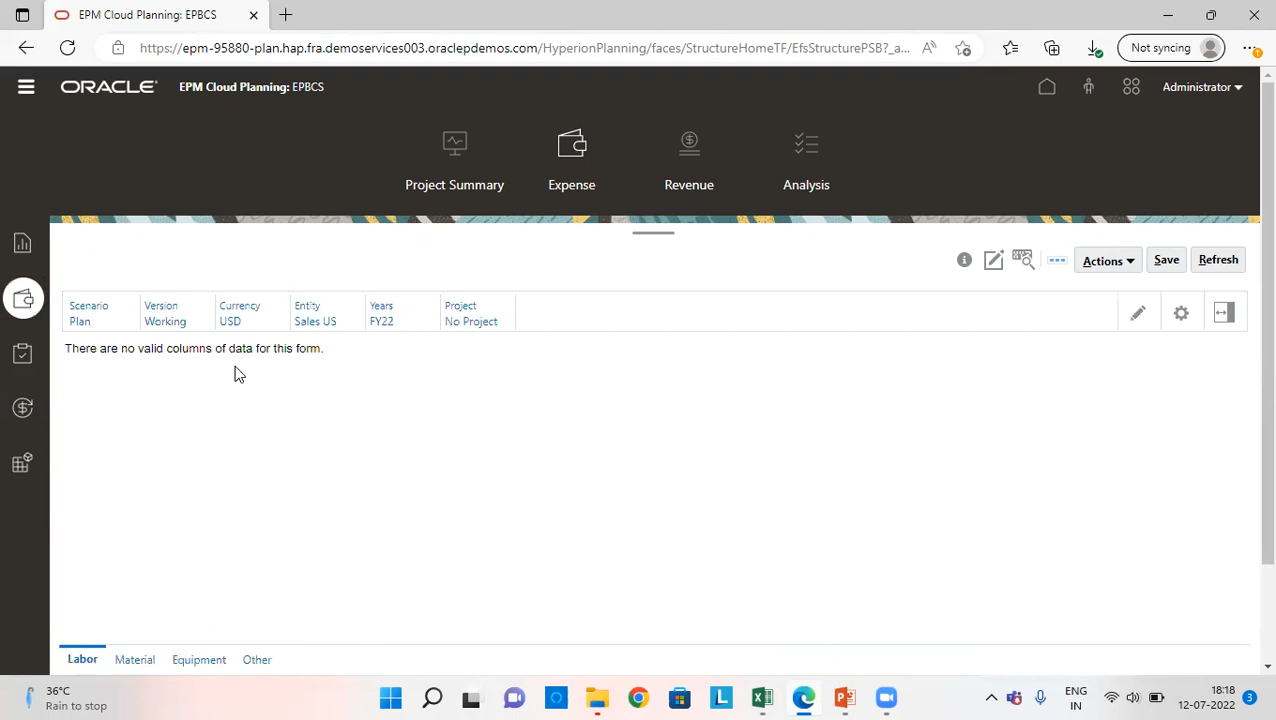 EPM Cloud Planning: EPBCS
https://epm-95880-plan.hap.fra.demoservices003.oraclepdemos.com/HyperionPlanning/faces/StructureHomeTF/EfsStructurePSB?_a...
Not syncing
ORACLE® EPM Cloud Planning: EPBCS
Administrator
Project Summary
Expense
Revenue
Analysis
Actions
Save
Refresh
Scenario
Plan
Version
Working
Currency
USD
Entity
Sales US
Years
FY22
Project
No Project
There are no valid columns of data for this form.
Labor
Material
Equipment
Other
36°C
Rain to stop
ENG
IN
18:18
12-07-2022
3